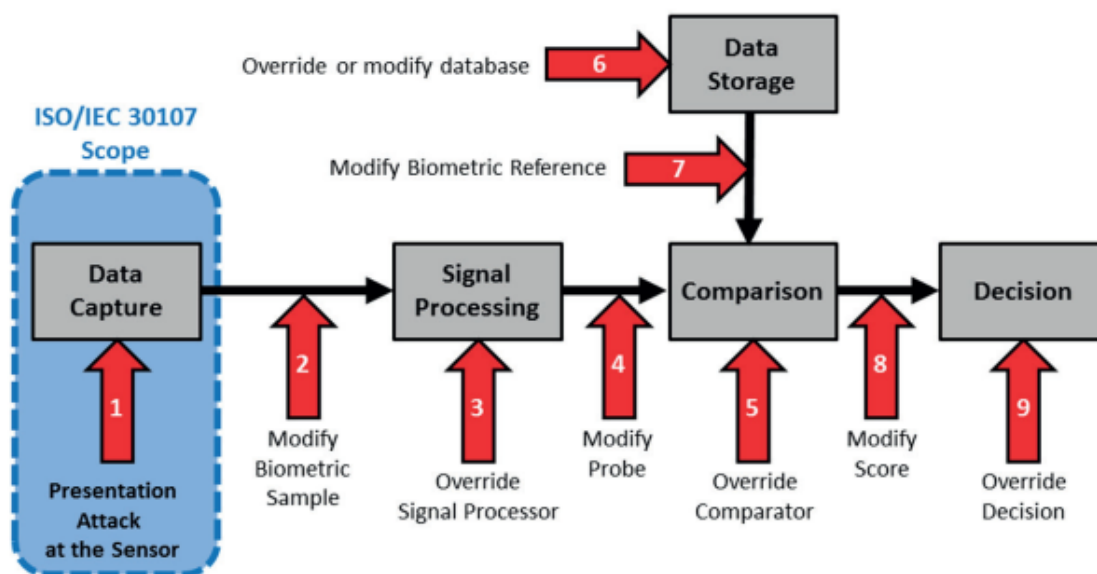 Override or modify database
6
Data
Storage
ISO/IEC 30107
Scope
Modify Biometric Reference
7
Data
Capture
Signal
Processing
Comparison
Decision
1
2
3
4
5
8
9
Presentation
Attack
at the Sensor
Modify
Biometric
Sample
Override
Signal Processor
Modify
Probe
Override
Comparator
Modify
Score
Override
Decision